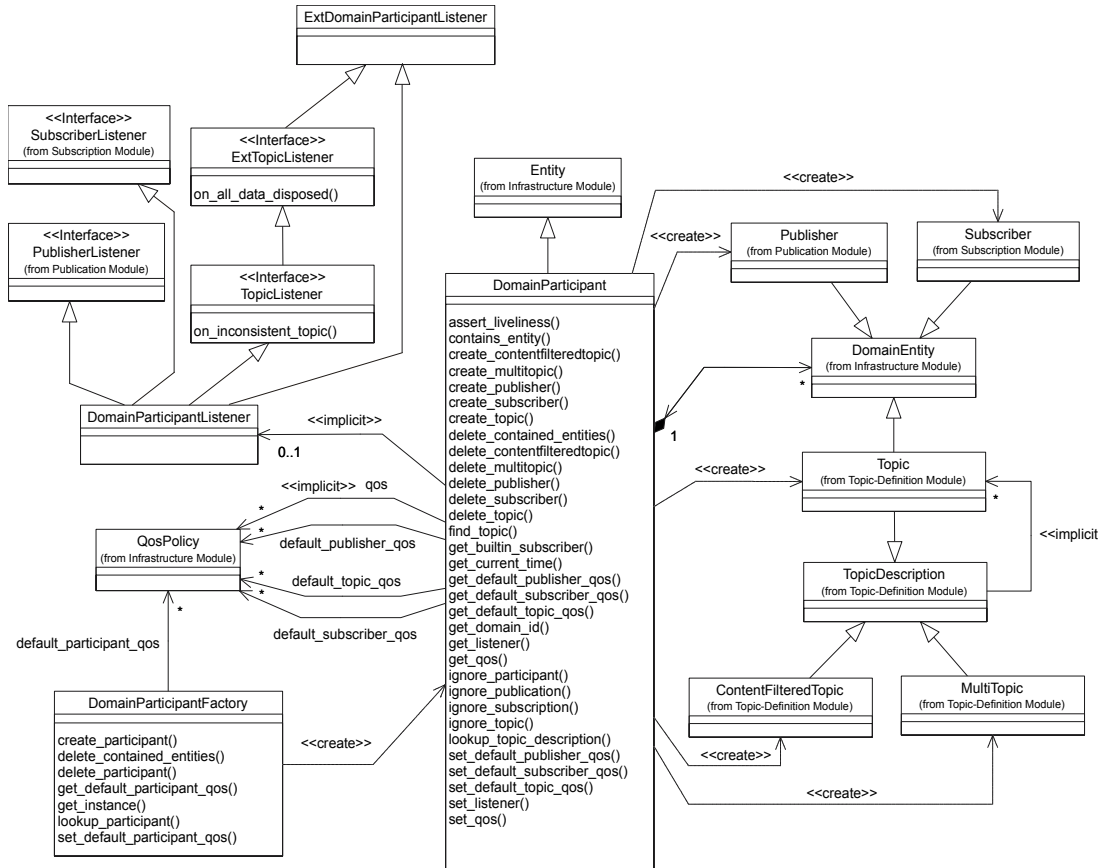 ExtDomainParticipantListener
<<Interface>>
SubscriberListener
(from Subscription Module)
<<Interface>>
ExtTopicListener
on_all_data_disposed()
<<Interface>>
PublisherListener
(from Publication Module)
<<Interface>>
TopicListener
on_inconsistent_topic()
DomainParticipantListener
<<implicit>>
0..1
<<implicit>>
qos
*
*
QosPolicy
(from Infrastructure Module)
default_publisher_qos
*
default_topic_qos
*
default_subscriber_qos
*
default_participant_qos
DomainParticipantFactory
create_participant()
delete_contained_entities()
delete_participant()
get_default_participant_qos()
get_instance()
lookup_participant()
set_default_participant_qos()
<<create>>
Entity
(from Infrastructure Module)
DomainParticipant
assert_liveliness()
contains_entity()
create_contentfilteredtopic()
create_multitopic()
create_publisher()
create_subscriber()
create_topic()
delete_contained_entities()
delete_contentfilteredtopic()
delete_multitopic()
delete_publisher()
delete_subscriber()
delete_topic()
find_topic()
get_builtin_subscriber()
get_current_time()
get_default_publisher_qos()
get_default_subscriber_qos()
get_default_topic_qos()
get_domain_id()
get_listener()
get_qos()
ignore_participant()
ignore_publication()
ignore_subscription()
ignore_topic()
lookup_topic_description()
set_default_publisher_qos()
set_default_subscriber_qos()
set_default_topic_qos()
set_listener()
set_qos()
<<create>>
<<create>>
Publisher
(from Publication Module)
Subscriber
(from Subscription Module)
DomainEntity
(from Infrastructure Module)
*
1
<<create>>
Topic
(from Topic-Definition Module)
*
<<implicit
TopicDescription
(from Topic-Definition Module)
ContentFilteredTopic
(from Topic-Definition Module)
MultiTopic
(from Topic-Definition Module)
<<create>>
<<create>>